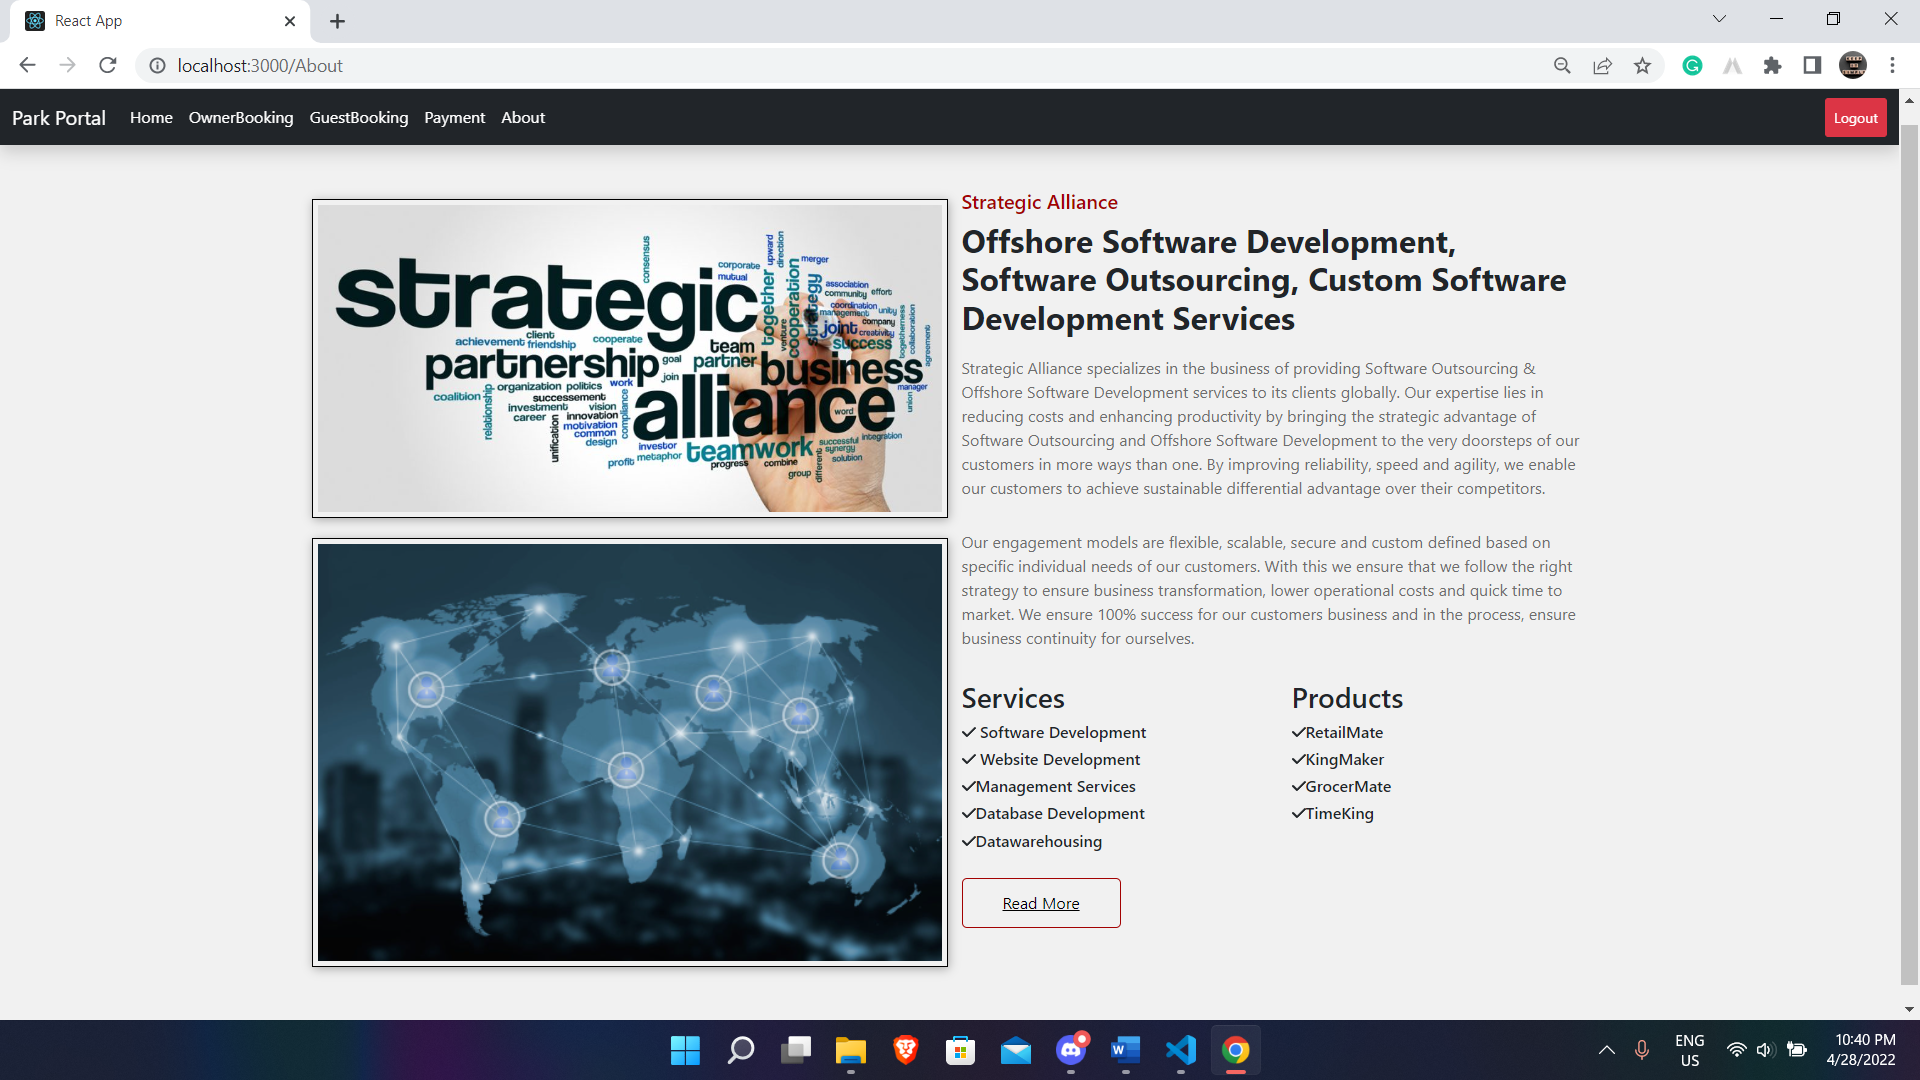 React App
localhost:3000/About
Park Portal Home OwnerBooking GuestBooking Payment About Logout
strategic
consensus
corporate
mutual
upward
direction
merger
together
cooperation
strategy
association
community
effort
coordination
management
unity
company
joint
creativity
venture
success
togetherness
collaboration
agreement
client
achievement
friendship
cooperate
team
partnership
goal
partner
business
join
organization
politics
work
manager
coalition
relationship
successement
investment
vision
career
innovation
compliance
alliance
word
union
motivation
common
design
unification
investor
teamwork
successful
integration
synergy
profit
metaphor
progress
combine
different
solution
group
Strategic Alliance
Offshore Software Development,
Software Outsourcing, Custom Software
Development Services
Strategic Alliance specializes in the business of providing Software Outsourcing &
Offshore Software Development services to its clients globally. Our expertise lies in
reducing costs and enhancing productivity by bringing the strategic advantage of
Software Outsourcing and Offshore Software Development to the very doorsteps of our
customers in more ways than one. By improving reliability, speed and agility, we enable
our customers to achieve sustainable differential advantage over their competitors.
Our engagement models are flexible, scalable, secure and custom defined based on
specific individual needs of our customers. With this we ensure that we follow the right
strategy to ensure business transformation, lower operational costs and quick time to
market. We ensure 100% success for our customers business and in the process, ensure
business continuity for ourselves.
Services
Software Development
Website Development
Management Services
Database Development
Datawarehousing
Products
RetailMate
KingMaker
GrocerMate
TimeKing
Read More
ENG
US
10:40 PM
4/28/2022